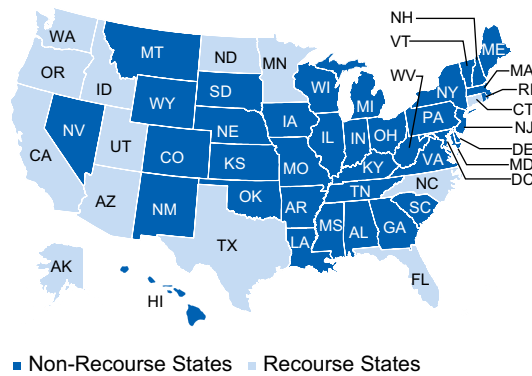 NH
WA
VT
ME
MT
ND
MN
OR
MA
WV
ID
WI
NY
SD
RI
WY
MI
CT
PA
IA
NJ
NE
NV
IL
IN
OH
DE
UT
CA
CO
VA
MD
KS
MO
KY
DC
NC
TN
AZ
OK
NM
AR
SC
MS
AL
GA
TX
LA
AK
FL
HI
Non-Recourse States
Recourse States